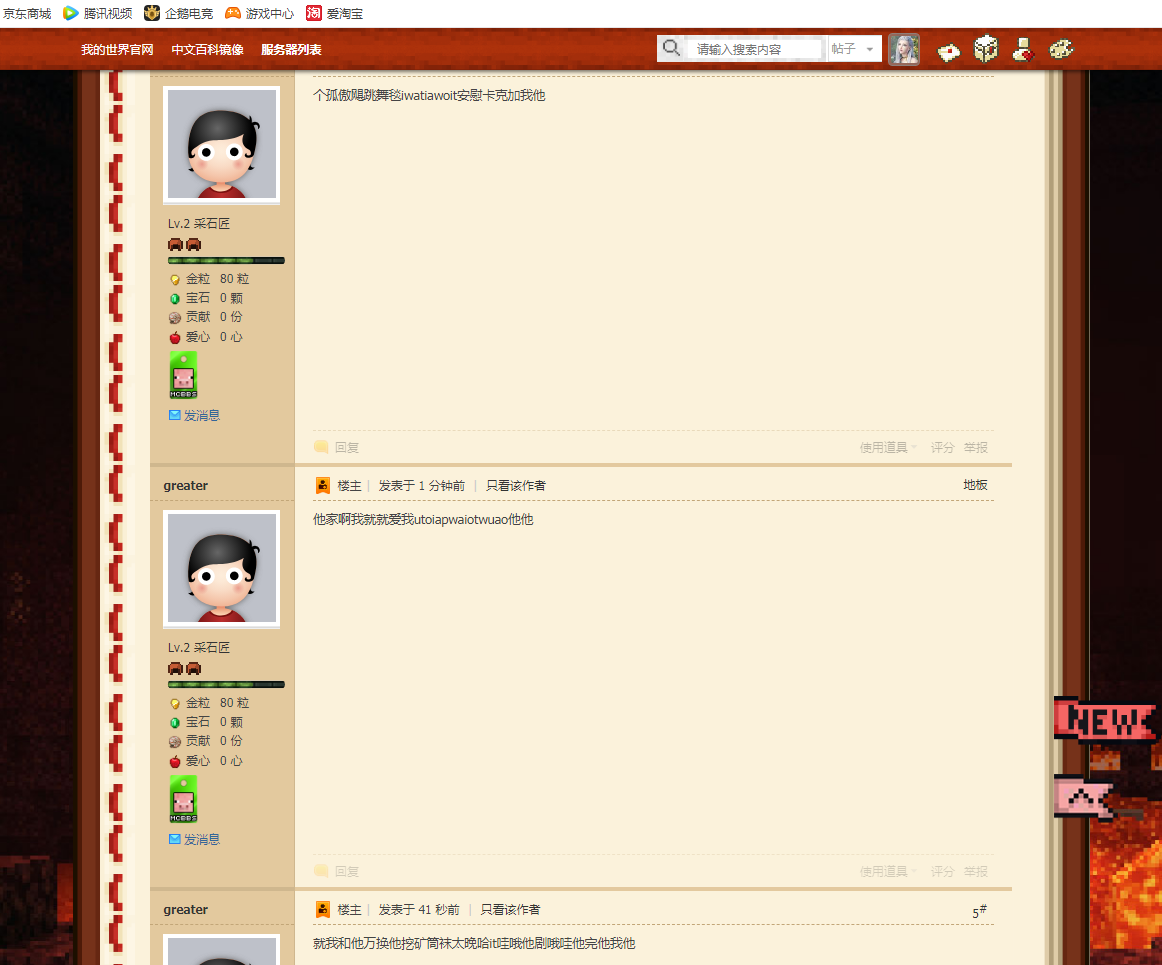 京东商城 腾讯视频 企鹅电竞 游戏中心 淘 爱淘宝
我的世界官网 中文百科镜像 服务器列表 请输入搜索内容 帖子
个孤傲飓跳舞毯iwatiawoit安慰卡克加我他
Lv.2 采石匠
金粒 80 粒
宝石 0 颗
贡献 0 份
爱心 0 心
MCBBS
发消息
回复 使用道具 评分 举报
greater 楼主 | 发表于 1 分钟前 | 只看该作者 地板
他家啊我就就爱我utoiapwaiotwuao他他
Lv.2 采石匠
金粒 80 粒
宝石 0 颗
贡献 0 份
NEW
爱心 0 心
MCBBS
发消息
回复 使用道具 评分 举报
greater 楼主 | 发表于 41 秒前 | 只看该作者 5#
就我和他万换他挖矿筒袜太晚哈it哇哦他剧哦哇他完他我他